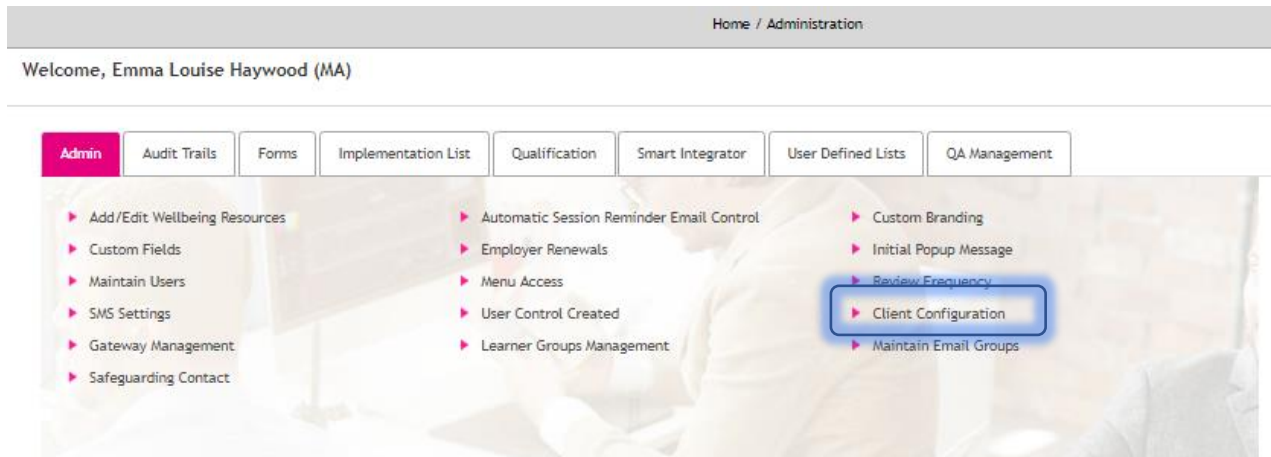 Home / Administration
Welcome, Emma Louise Haywood (MA)
Admin
Audit Trails
Forms
Implementation List
Qualification
Smart Integrator
User Defined Lists
QA Management
Add/Edit Wellbeing Resources
Custom Fields
Maintain Users
SMS Settings
Gateway Management
Safeguarding Contact
Automatic Session Reminder Email Control
Employer Renewals
Menu Access
User Control Created
Learner Groups Management
Custom Branding
Initial Popup Message
Review Frequency
Client Configuration
Maintain Email Groups